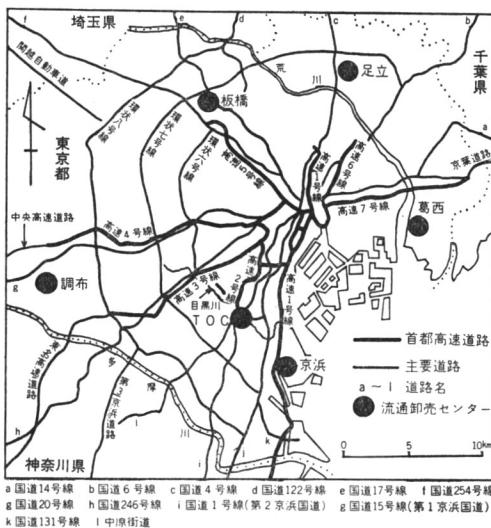 埼玉県
f
e
d
c
b
千葉県
関越自動車道
荒
川
足立
板橋
環状八号線
環状七号線
環状六号線
高速5号線
高速1号線
高速6号線
a
京葉道路
東京都
中央高速道路
高速4号線
高速7号線
葛西
g
調布
高速3号線
2号線
目黒川
TOC
高速1号線
京浜
首都高速道路
主要道路
a~l 道路名
流通卸売センター
東名高速道路
第三京浜道路
多
摩
川
h
l
i
j
k
神奈川県
0 5 10km
a 国道14号線 b 国道6号線 c 国道4号線 d 国道122号線 e 国道17号線 f 国道254号線
g 国道20号線 h 国道246号線 i 国道1号線(第2京浜国道) g 国道15号線(第1京浜国道)
k 国道131号線 l 中原街道